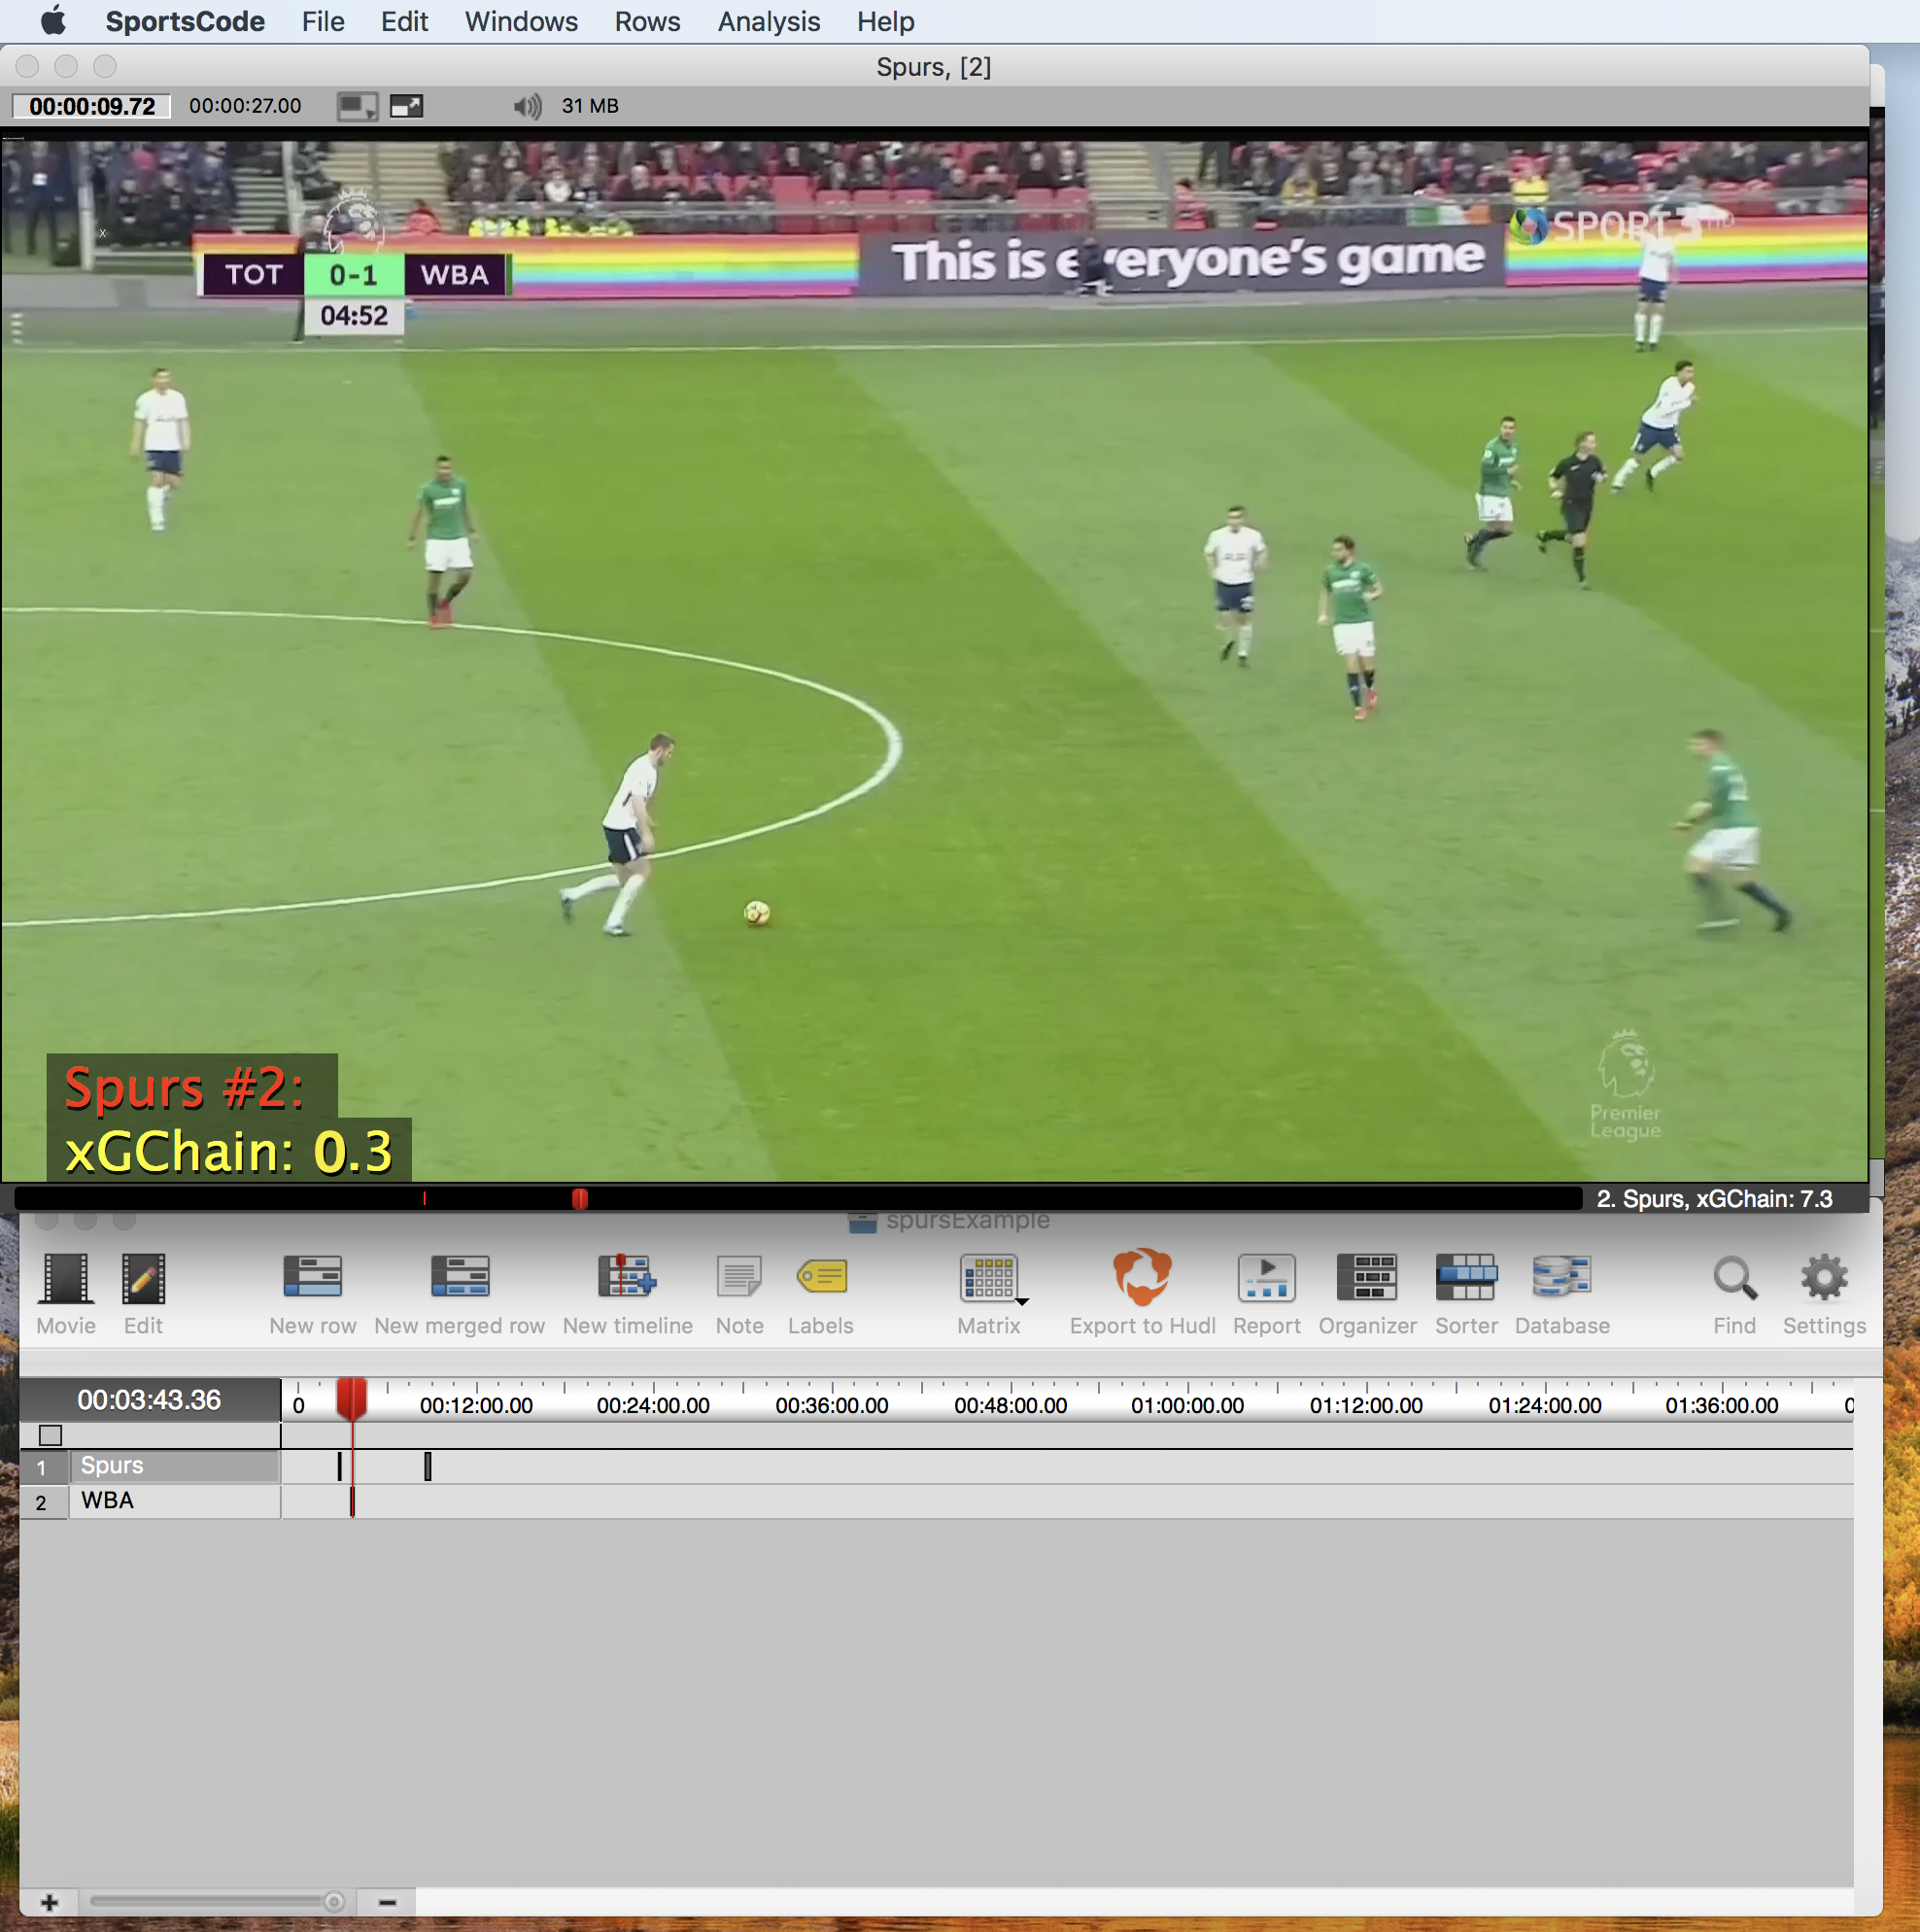 SportsCode File Edit Windows Rows Analysis Help
Spurs, [2]
00:00:09.72 00:00:27.00 31 MB
SPORT3 HD
This is everyone's game
TOT 0-1 WBA
04:52
Premier
League
Spurs #2:
xGChain: 0.3
2. Spurs, xGChain: 7.3
spursExample
Movie Edit New row New merged row New timeline Note Labels Matrix Export to Hudl Report Organizer Sorter Database Find Settings
00:03:43.36 0 00:12:00.00 00:24:00.00 00:36:00.00 00:48:00.00 01:00:00.00 01:12:00.00 01:24:00.00 01:36:00.00 0
1 Spurs
2 WBA